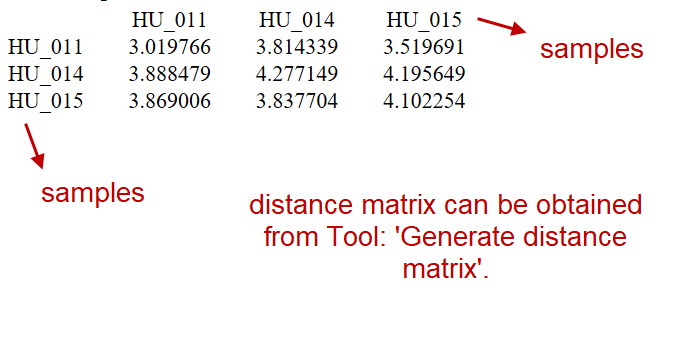 HU_011 HU_014 HU_015
HU_011 3.019766 3.814339 3.519691
HU_014 3.888479 4.277149 4.195649
HU_015 3.869006 3.837704 4.102254
samples
samples
distance matrix can be obtained
from Tool: 'Generate distance
matrix'.